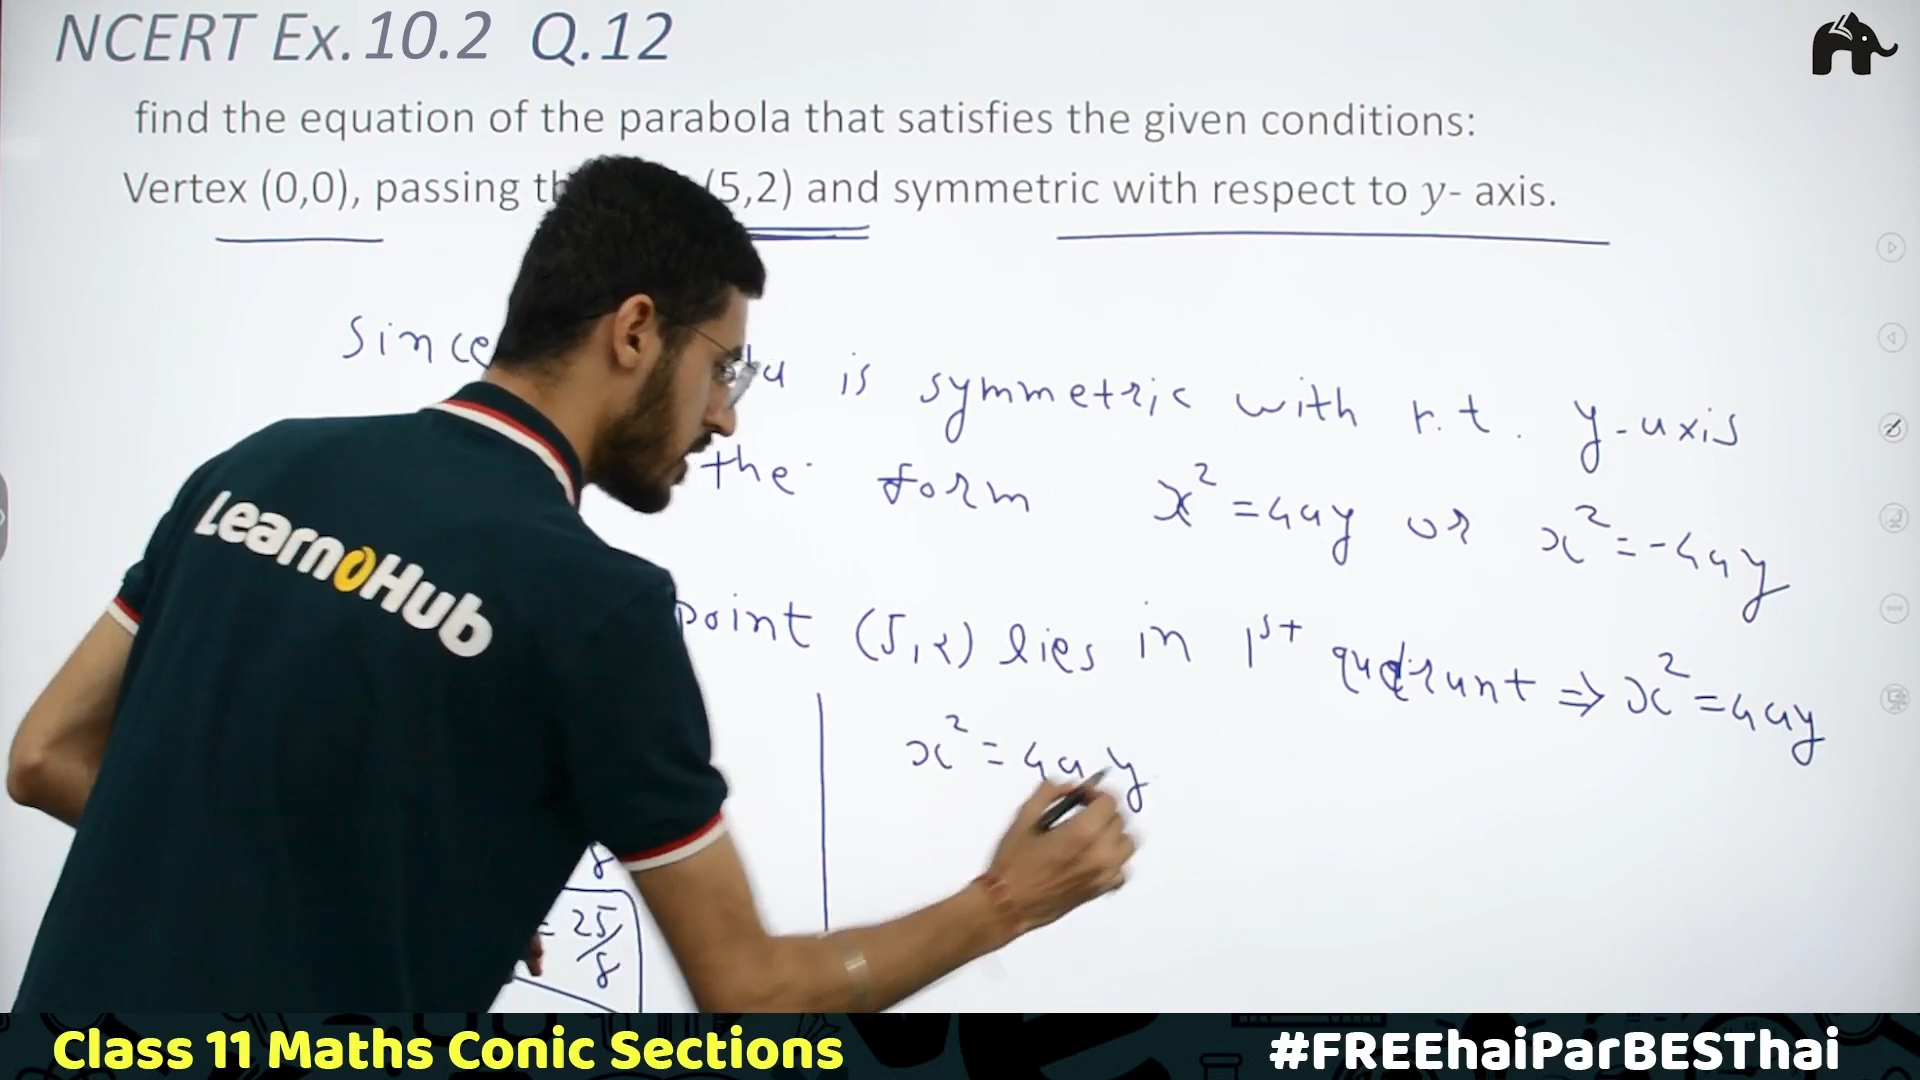 NCERT Ex. 10.2 Q.12
find the equation of the parabola that satisfies the given conditions:
Vertex (0,0), passing (5,2) and symmetric with respect to y- axis.
Since is symmetric with r.t. y-axis
the form x² = 4ay or x² = -4ay
point (5,2) lies in 1st quadrant ⇒ x² = 4ay
x² = 4ay
8
= 25/8
LearnoHub
Class 11 Maths Conic Sections
#FREEhaiParBESThai